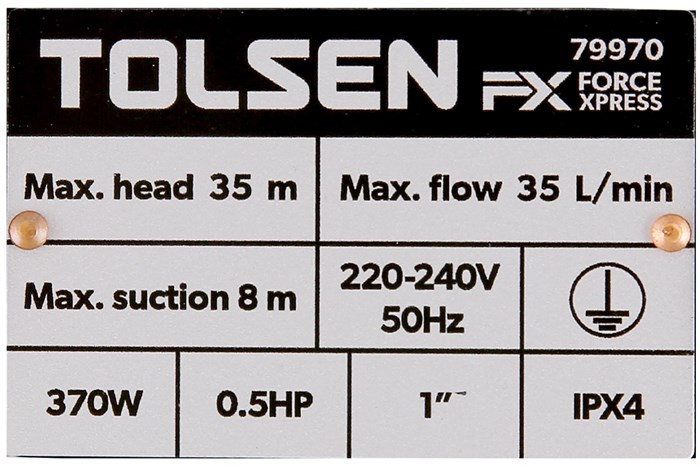 TOLSEN
79970
FX FORCE
XPRESS
Max. head 35 m
Max. flow 35 L/min
Max. suction 8 m
220-240V
50Hz
370W
0.5HP
1"
IPX4